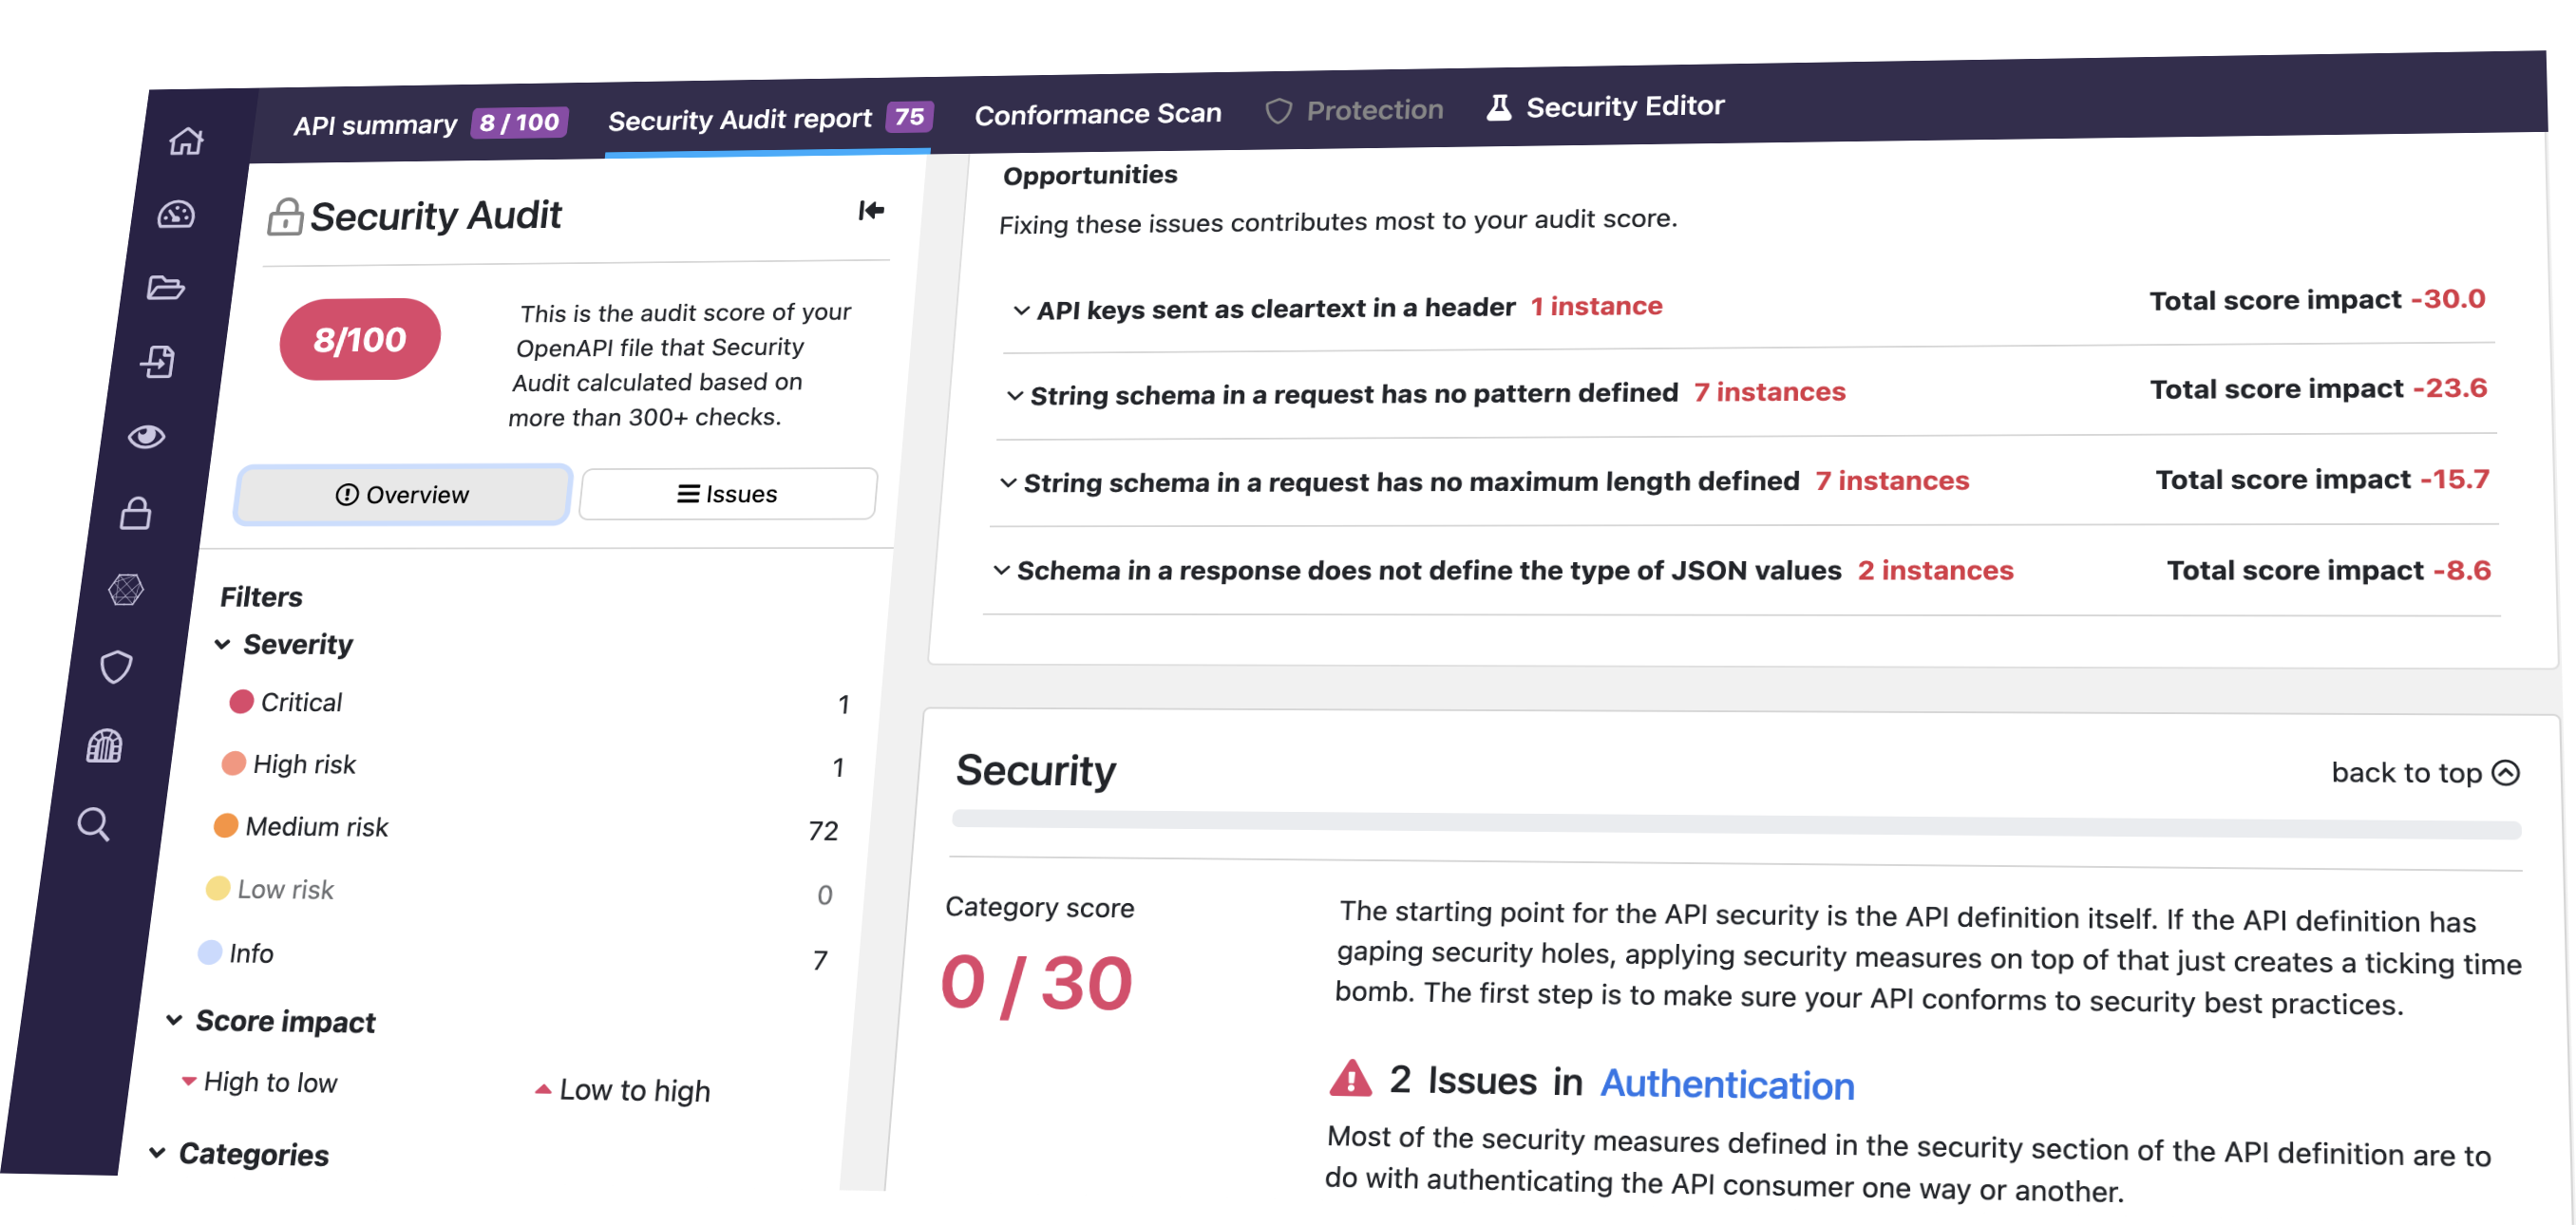 API summary 8 / 100 Security Audit report 75 Conformance Scan Protection Security Editor
Security Audit
8/100
This is the audit score of your
OpenAPI file that Security
Audit calculated based on
more than 300+ checks.
Overview Issues
Filters
Severity
Critical 1
High risk 1
Medium risk 72
Low risk 0
Info 7
Score impact
High to low Low to high
Categories
Opportunities
Fixing these issues contributes most to your audit score.
API keys sent as cleartext in a header 1 instance Total score impact -30.0
String schema in a request has no pattern defined 7 instances Total score impact -23.6
String schema in a request has no maximum length defined 7 instances Total score impact -15.7
Schema in a response does not define the type of JSON values 2 instances Total score impact -8.6
Security back to top
Category score
0 / 30
The starting point for the API security is the API definition itself. If the API definition has
gaping security holes, applying security measures on top of that just creates a ticking time
bomb. The first step is to make sure your API conforms to security best practices.
2 Issues in Authentication
Most of the security measures defined in the security section of the API definition are to
do with authenticating the API consumer one way or another.